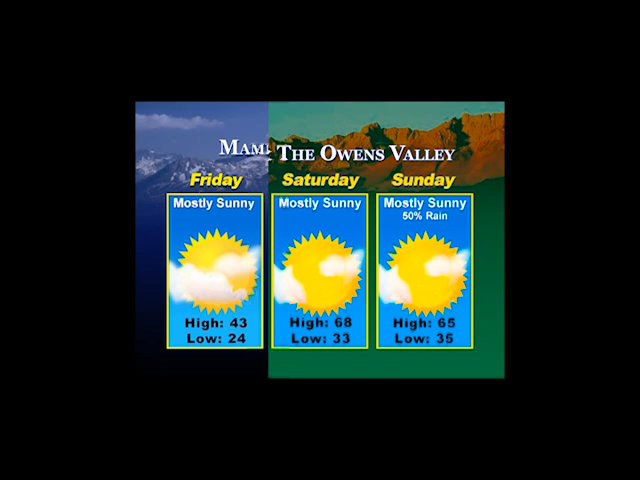 THE OWENS VALLEY
Friday Saturday Sunday
Mostly Sunny Mostly Sunny Mostly Sunny
50% Rain
High: 43 High: 68 High: 65
Low: 24 Low: 33 Low: 35